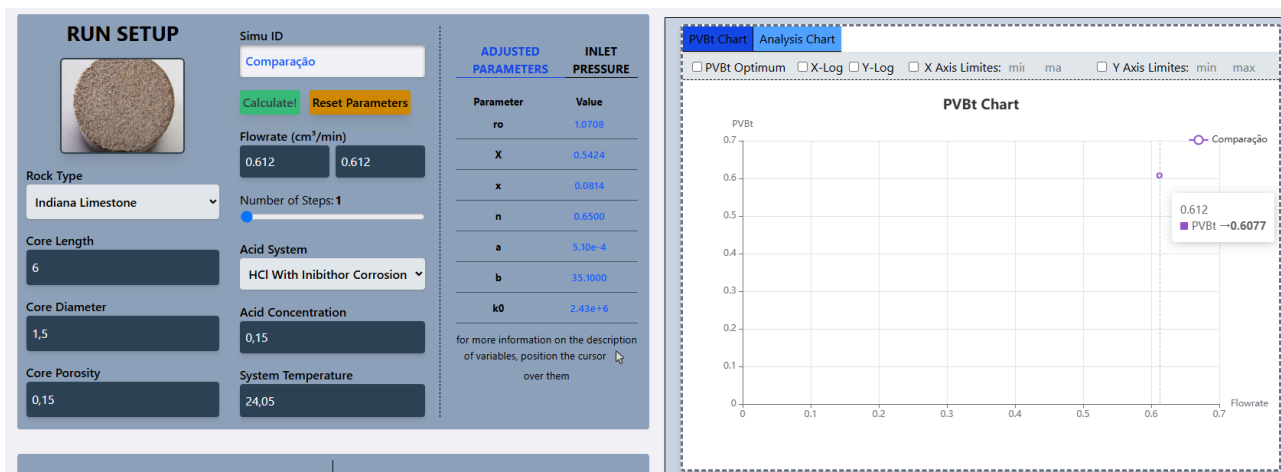 RUN SETUP
Rock Type
Indiana Limestone
Core Length
6
Core Diameter
1,5
Core Porosity
0,15
Simu ID
Comparação
Calculate! Reset Parameters
Flowrate (cm³/min)
0.612 0.612
Number of Steps: 1
Acid System
HCl With Inibithor Corrosion
Acid Concentration
0,15
System Temperature
24,05
ADJUSTED PARAMETERS INLET PRESSURE
Parameter Value
ro 1.0708
X 0.5424
x 0.0814
n 0.6500
a 5.10e-4
b 35.1000
k0 2.43e+6
for more information on the description
of variables, position the cursor
over them
PVBt Chart Analysis Chart
PVBt Optimum X-Log Y-Log X Axis Limites: mi ma Y Axis Limites: min max
PVBt Chart
PVBt
Comparação
0.7
0.6
0.5
0.4
0.3
0.2
0.1
0
0.612
PVBt →0.6077
0 0.1 0.2 0.3 0.4 0.5 0.6 0.7
Flowrate